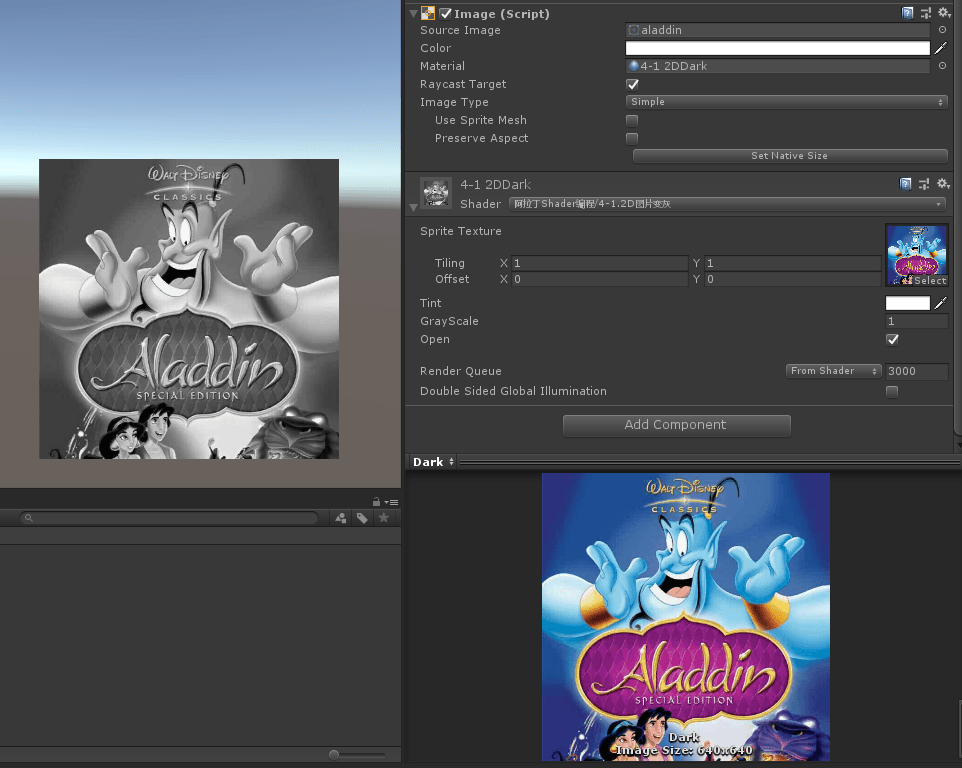 Image (Script)
Source Image
aladdin
Color
Material
4-1 2DDark
Raycast Target
Image Type
Simple
Use Sprite Mesh
Preserve Aspect
Set Native Size
4-1 2DDark
Shader
阿拉丁Shader编程/4-1.2D图片变灰
Sprite Texture
Tiling X 1 Y 1
Offset X 0 Y 0
Select
Tint
GrayScale
1
Open
Render Queue
From Shader
3000
Double Sided Global Illumination
Add Component
WALT DISNEY
CLASSICS
Aladdin
SPECIAL EDITION
Dark
WALT DISNEY
CLASSICS
Aladdin
SPECIAL EDITION
Dark
Image Size: 640x640